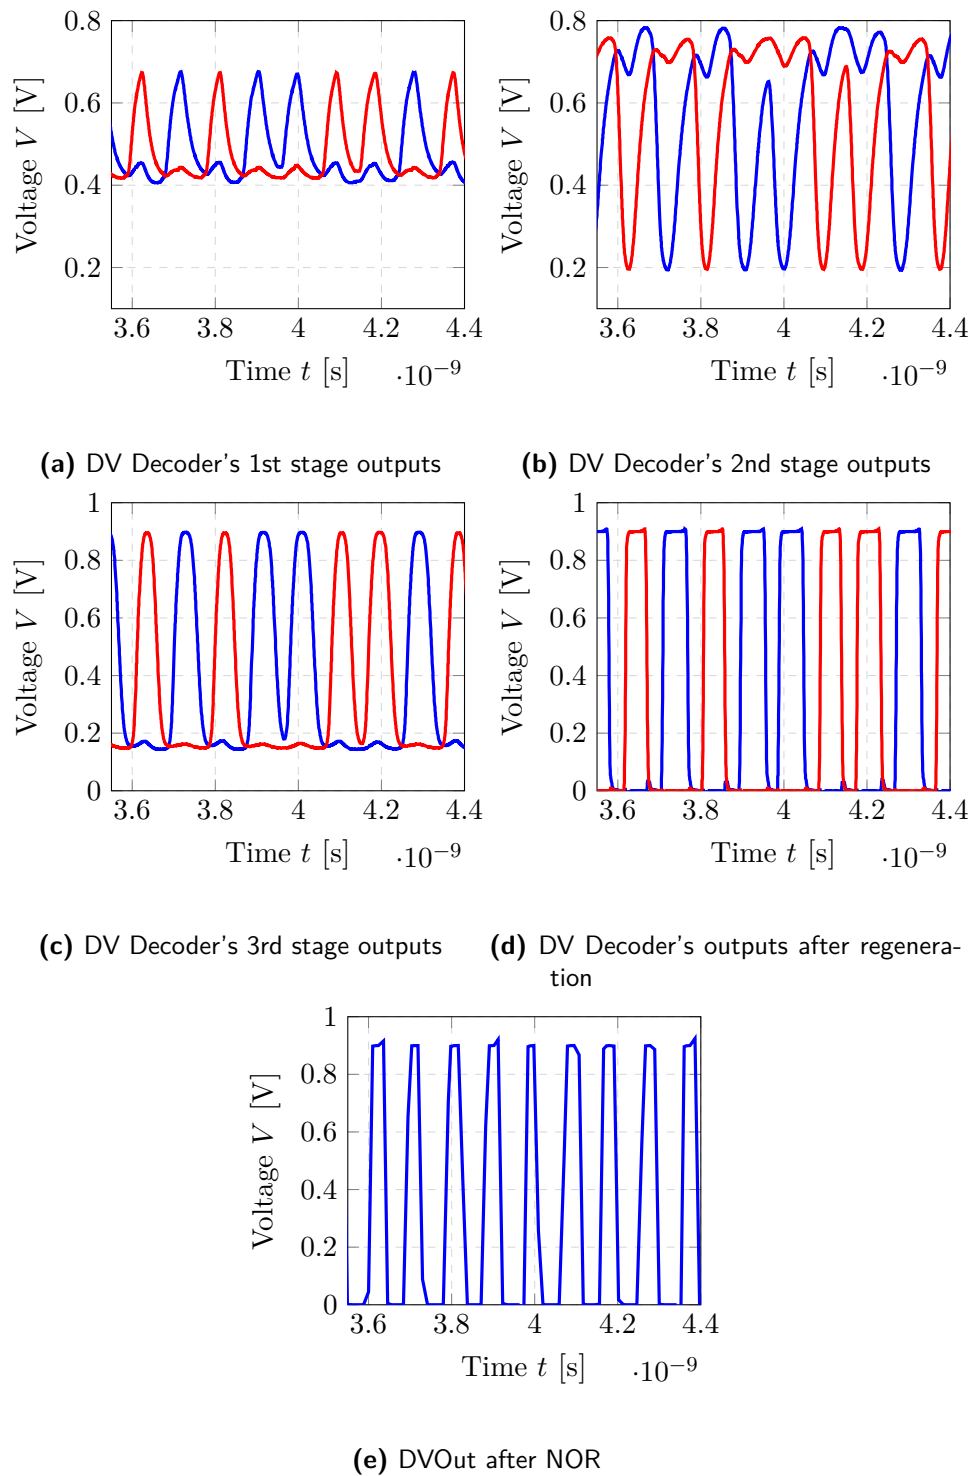 0.8
0.6
0.4
0.2
Voltage V [V]
3.6 3.8 4 4.2 4.4
Time t [s] ·10−9
(a) DV Decoder's 1st stage outputs
0.8
0.6
0.4
0.2
Voltage V [V]
3.6 3.8 4 4.2 4.4
Time t [s] ·10−9
(b) DV Decoder's 2nd stage outputs
1
0.8
0.6
0.4
0.2
0
Voltage V [V]
3.6 3.8 4 4.2 4.4
Time t [s] ·10−9
(c) DV Decoder's 3rd stage outputs
1
0.8
0.6
0.4
0.2
0
Voltage V [V]
3.6 3.8 4 4.2 4.4
Time t [s] ·10−9
(d) DV Decoder's outputs after regenera-
tion
1
0.8
0.6
0.4
0.2
0
Voltage V [V]
3.6 3.8 4 4.2 4.4
Time t [s] ·10−9
(e) DVOut after NOR